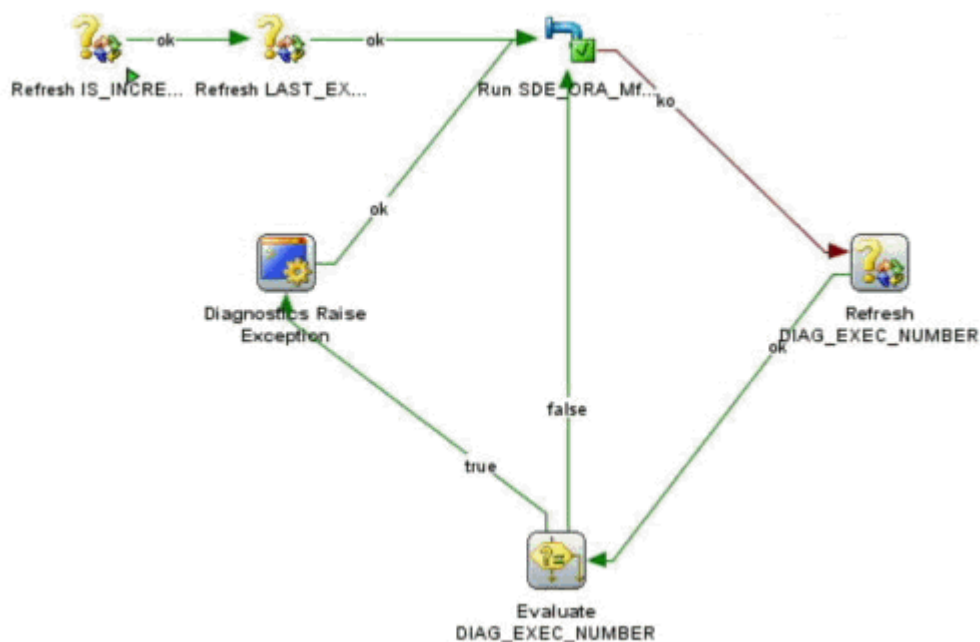 ok
ok
Refresh IS_INCRE...
Refresh LAST_EX...
Run SDE_ORA_Mf...
ko
ok
Diagnostics Raise
Exception
Refresh
DIAG_EXEC_NUMBER
ok
false
true
Evaluate
DIAG_EXEC_NUMBER